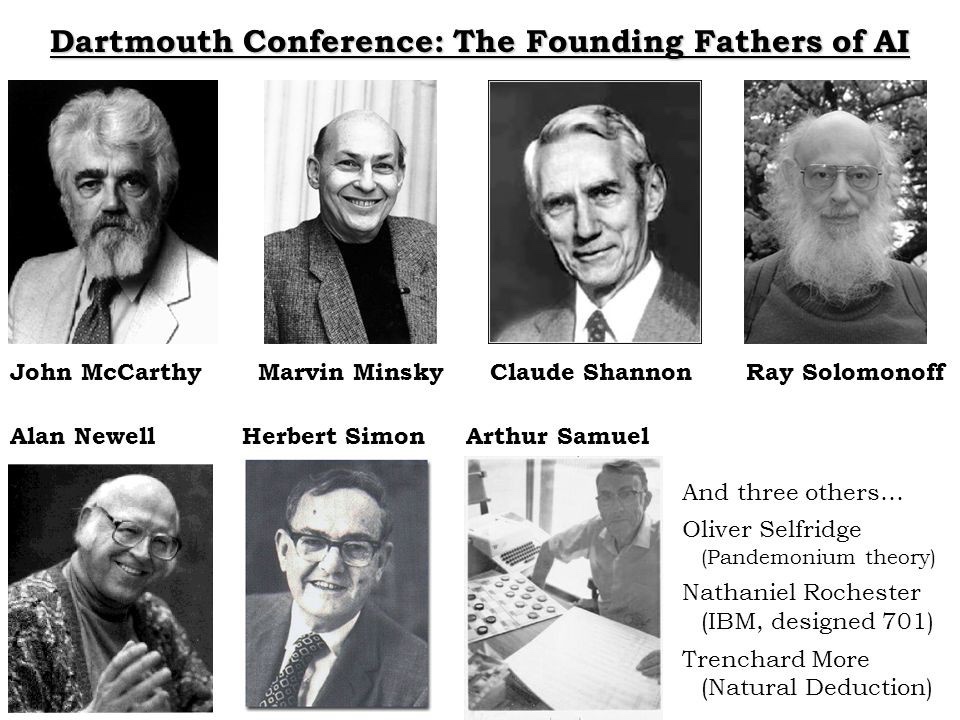 Dartmouth Conference: The Founding Fathers of AI
John McCarthy Marvin Minsky Claude Shannon Ray Solomonoff
Alan Newell Herbert Simon Arthur Samuel
And three others…
Oliver Selfridge
(Pandemonium theory)
Nathaniel Rochester
(IBM, designed 701)
Trenchard More
(Natural Deduction)